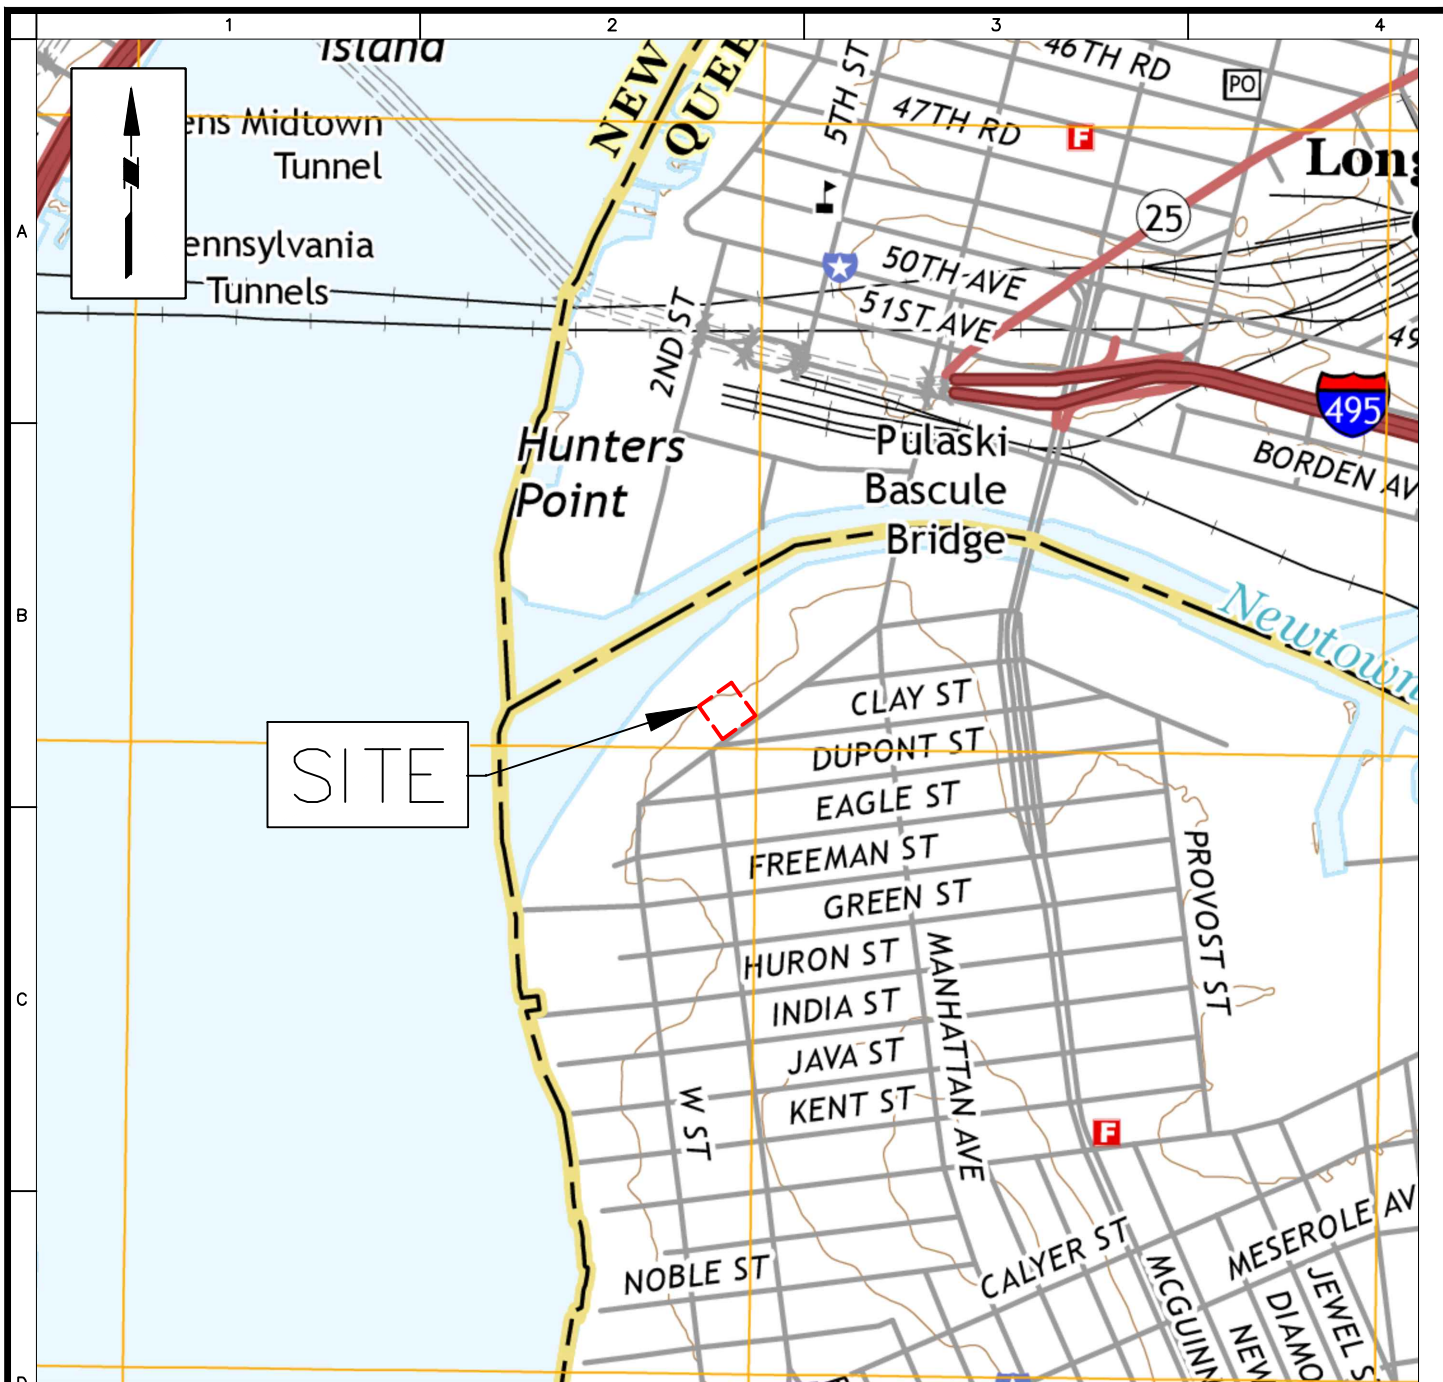 1
2
3
4
A
B
C
Island
NEW
QUEE
5TH ST
46TH RD
47TH RD
PO
F
Long
25
ens Midtown
Tunnel
ennsylvania
Tunnels
50TH AVE
51ST AVE
2ND ST
49
495
BORDEN AV
Hunters
Point
Pulaski
Bascule
Bridge
Newtown
SITE
CLAY ST
DUPONT ST
EAGLE ST
FREEMAN ST
GREEN ST
HURON ST
INDIA ST
JAVA ST
KENT ST
W ST
MANHATTAN AVE
PROVOST ST
F
NOBLE ST
CALYER ST
MESEROLE AV
MCGUINN
NEW
DIAMO
JEWEL S